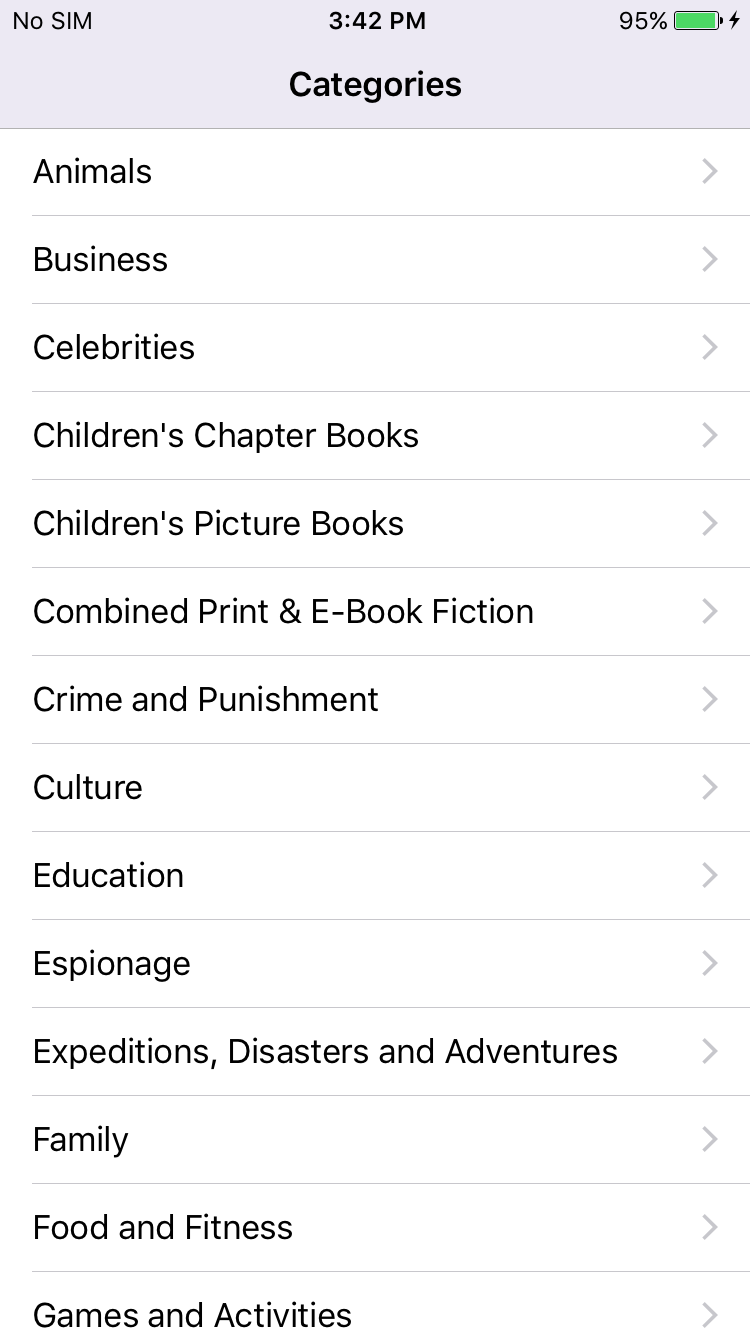 No SIM 3:42 PM 95%
Categories
Animals
Business
Celebrities
Children's Chapter Books
Children's Picture Books
Combined Print & E-Book Fiction
Crime and Punishment
Culture
Education
Espionage
Expeditions, Disasters and Adventures
Family
Food and Fitness
Games and Activities